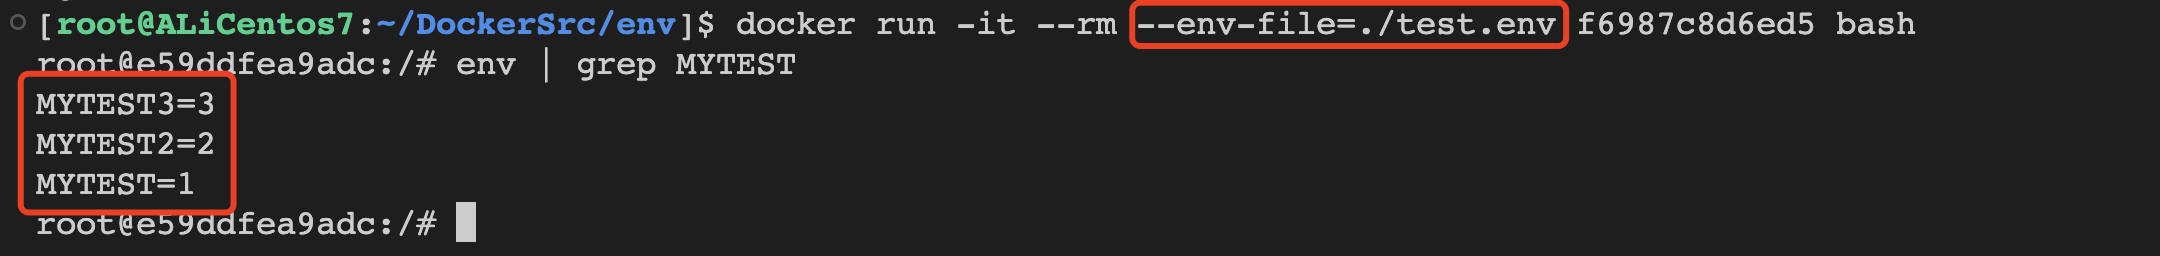 [root@ALiCentos7:~/DockerSrc/env]$ docker run -it --rm --env-file=./test.env f6987c8d6ed5 bash
root@e59ddfea9adc:/# env | grep MYTEST
MYTEST3=3
MYTEST2=2
MYTEST=1
root@e59ddfea9adc:/#